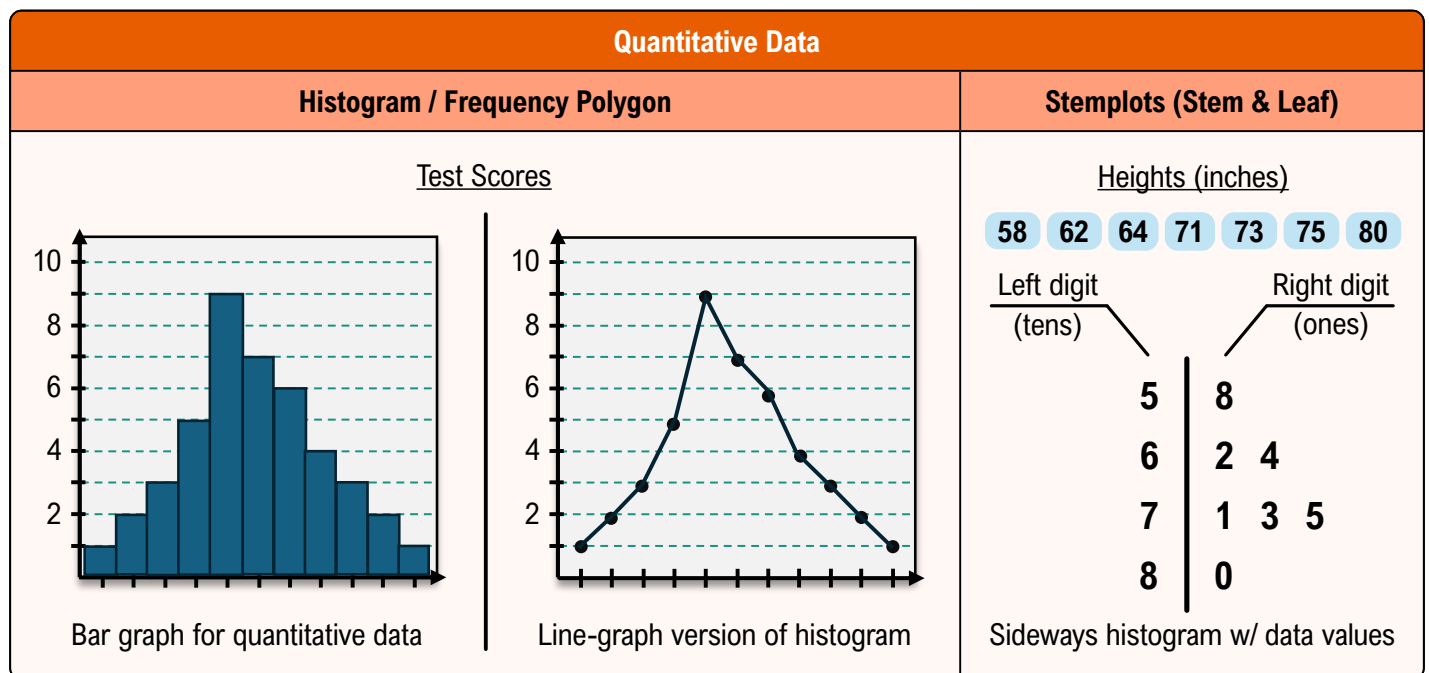 Quantitative Data
Histogram / Frequency Polygon
Test Scores
10
8
6
4
2
Bar graph for quantitative data
10
8
6
4
2
Line-graph version of histogram
Stemplots (Stem & Leaf)
Heights (inches)
58 62 64 71 73 75 80
Left digit
(tens)
Right digit
(ones)
5 8
6 2 4
7 1 3 5
8 0
Sideways histogram w/ data values